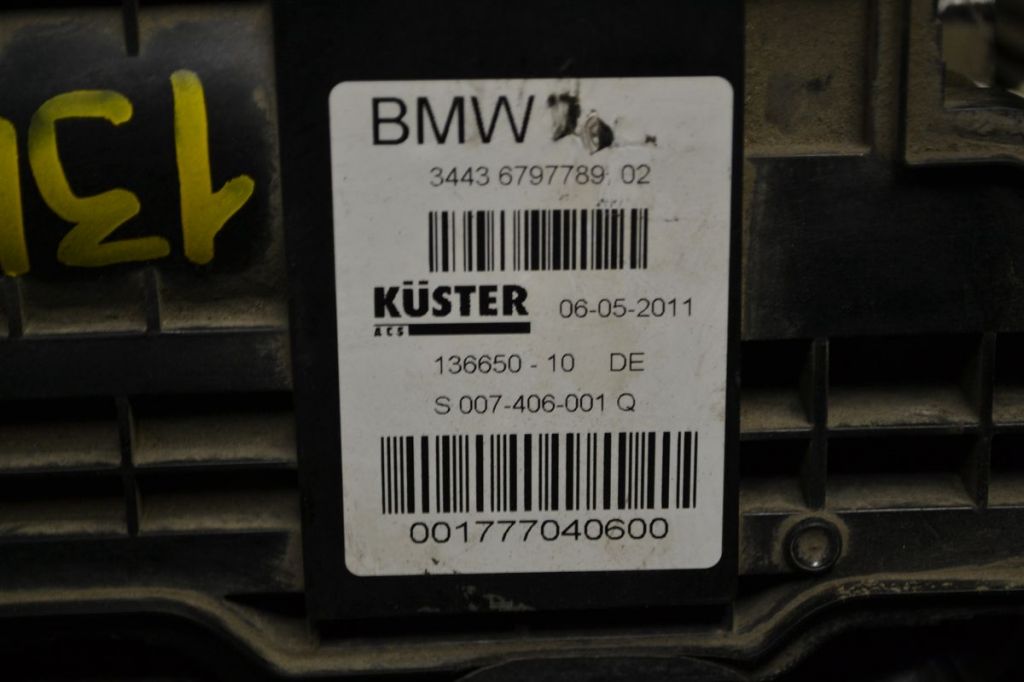 BMW
3443 6797789 02
KÜSTER
ACS
06-05-2011
136650 - 10 DE
S 007-406-001 Q
001777040600